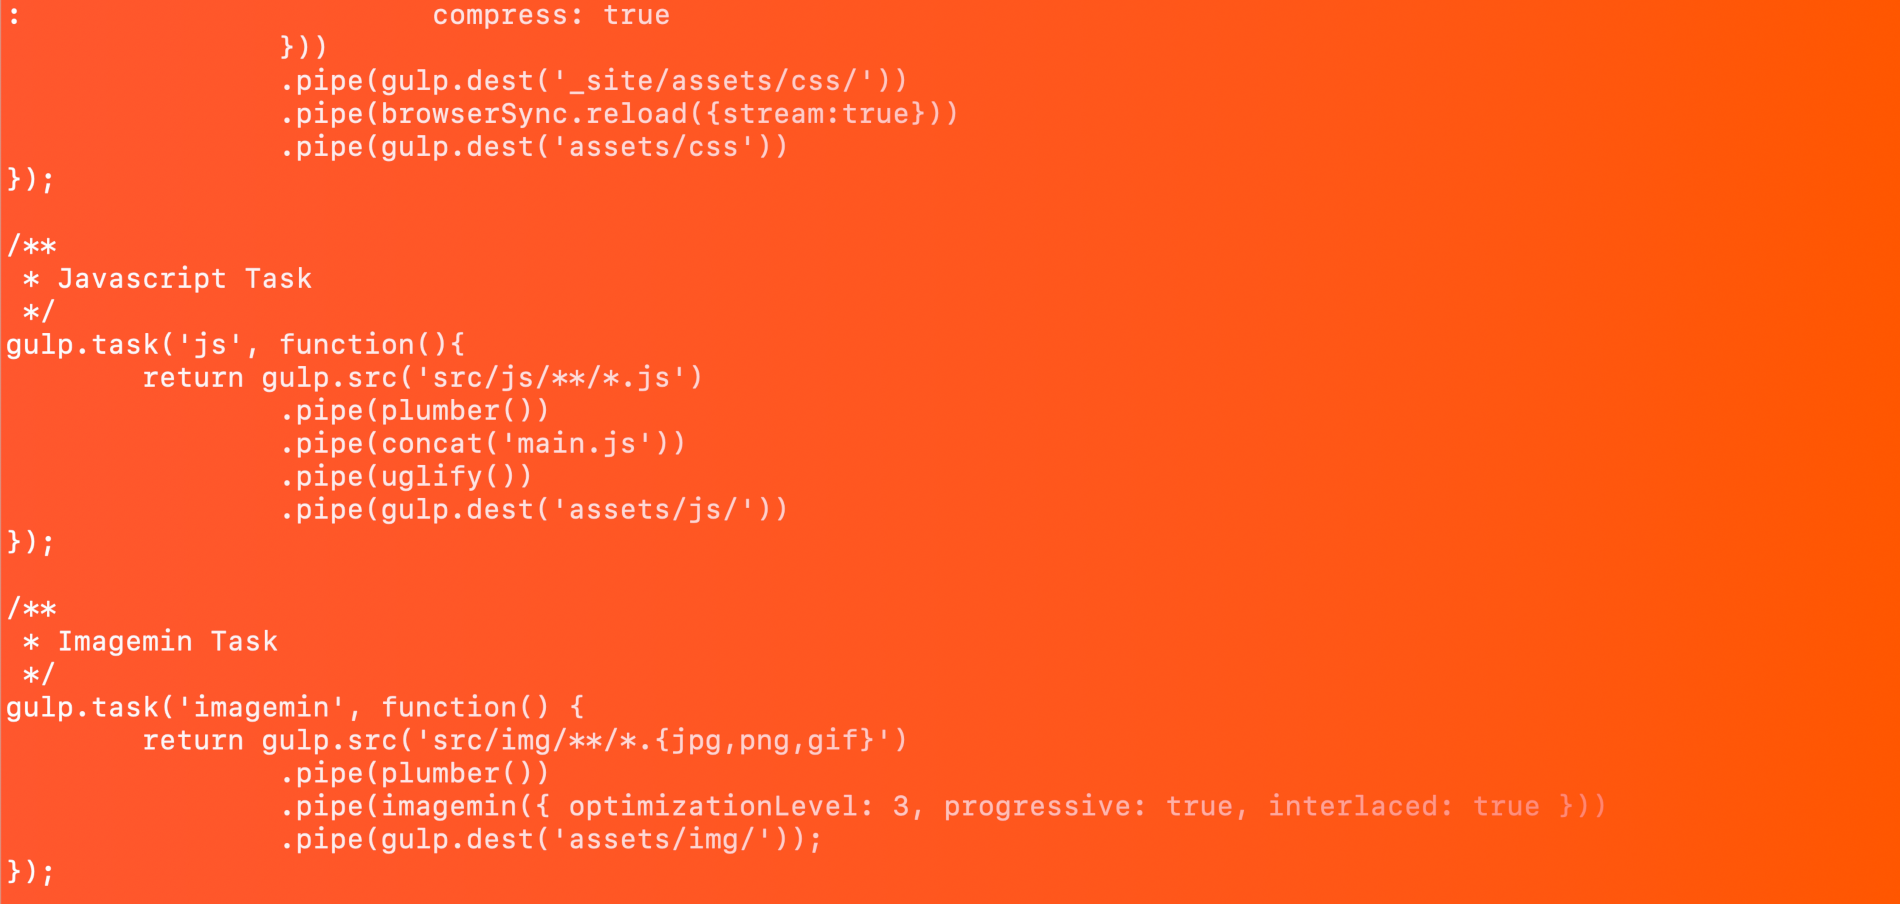 :                         compress: true
                }))
                .pipe(gulp.dest('_site/assets/css/'))
                .pipe(browserSync.reload({stream:true}))
                .pipe(gulp.dest('assets/css'))
});

/**
 * Javascript Task
 */
gulp.task('js', function(){
        return gulp.src('src/js/**/*.js')
                .pipe(plumber())
                .pipe(concat('main.js'))
                .pipe(uglify())
                .pipe(gulp.dest('assets/js/'))
});

/**
 * Imagemin Task
 */
gulp.task('imagemin', function() {
        return gulp.src('src/img/**/*.{jpg,png,gif}')
                .pipe(plumber())
                .pipe(imagemin({ optimizationLevel: 3, progressive: true, interlaced: true }))
                .pipe(gulp.dest('assets/img/'));
});